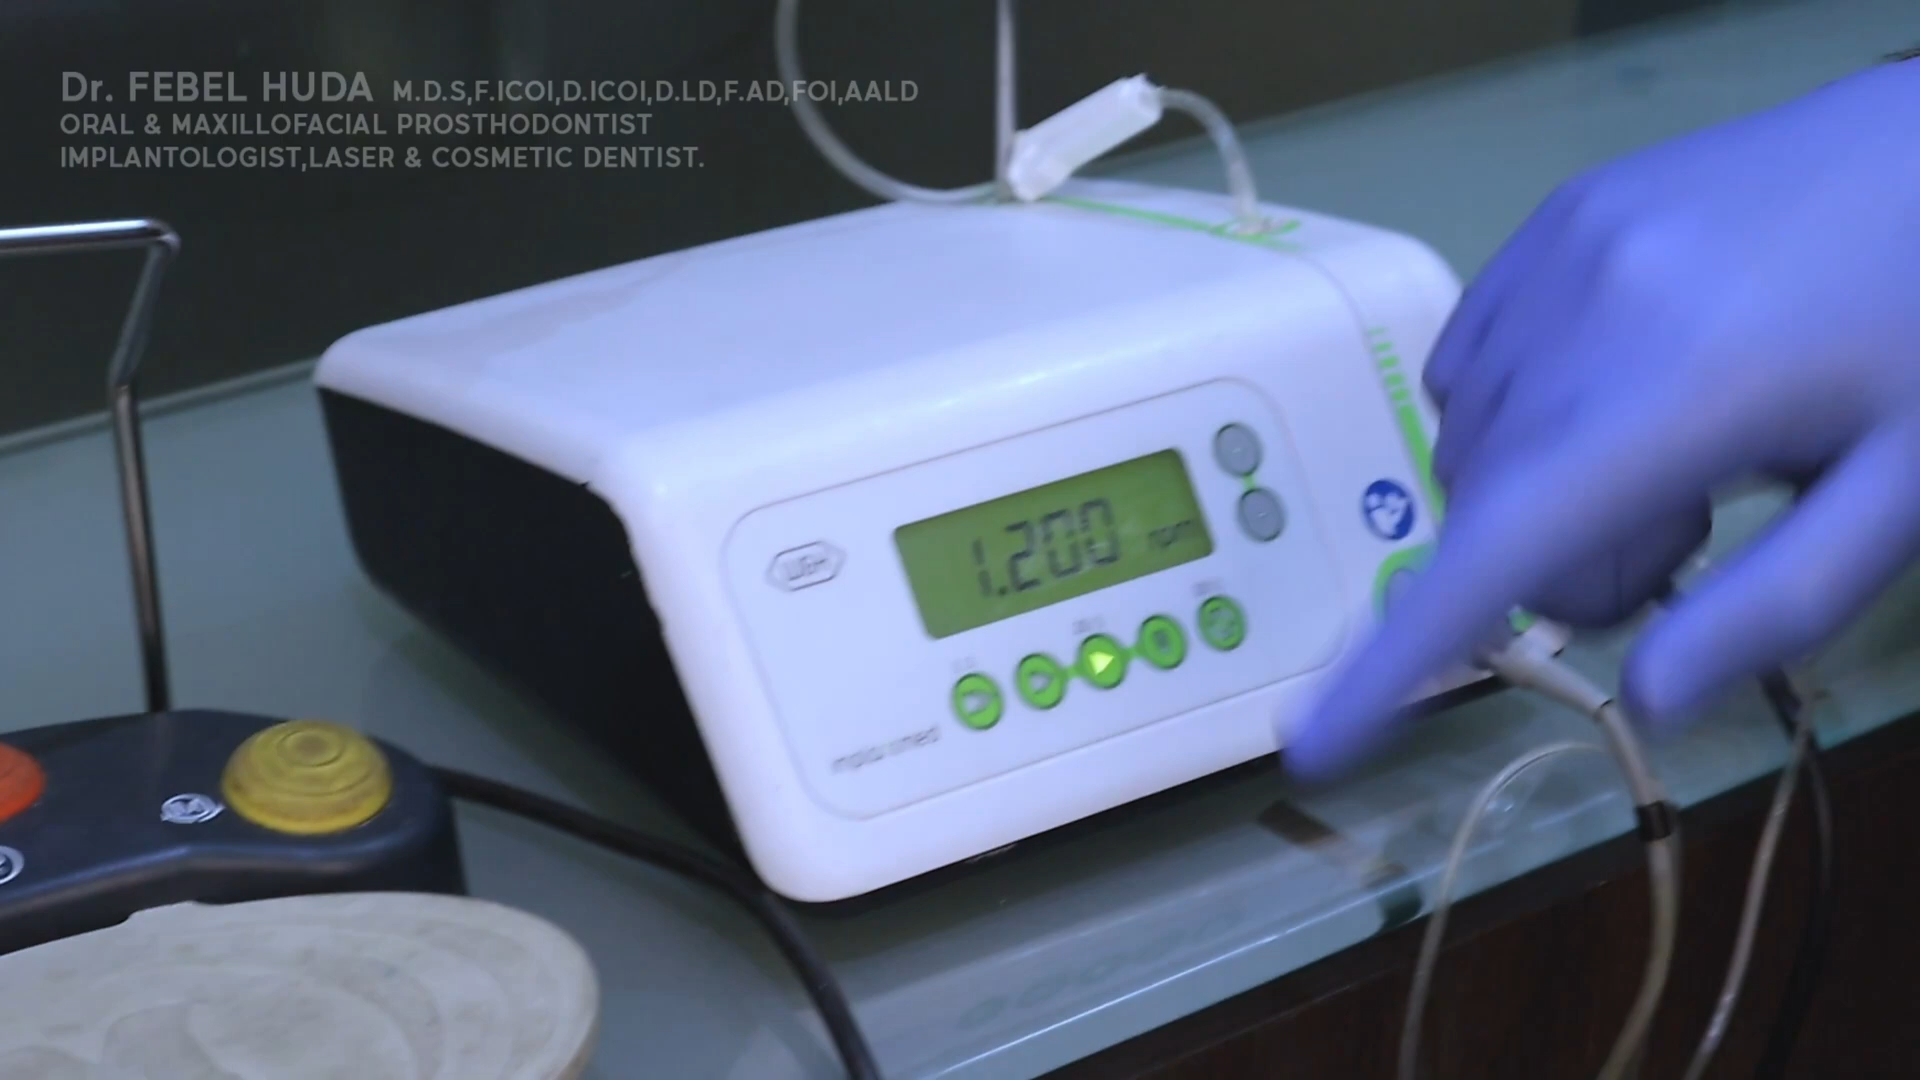 Dr. FEBEL HUDA M.D.S,F.ICOI,D.ICOI,D.LD,F.AD,FOI,AALD
ORAL & MAXILLOFACIAL PROSTHODONTIST
IMPLANTOLOGIST,LASER & COSMETIC DENTIST.
1.200 rpm
W&H
implantmed